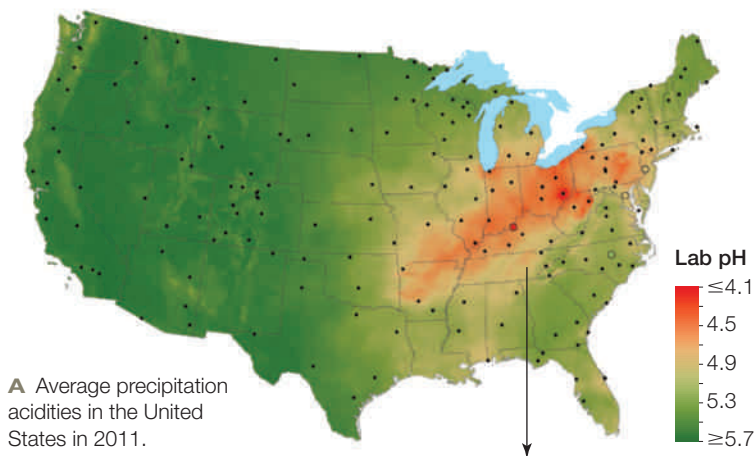 Lab pH
≤4.1
4.5
4.9
5.3
≥5.7
A Average precipitation
acidities in the United
States in 2011.